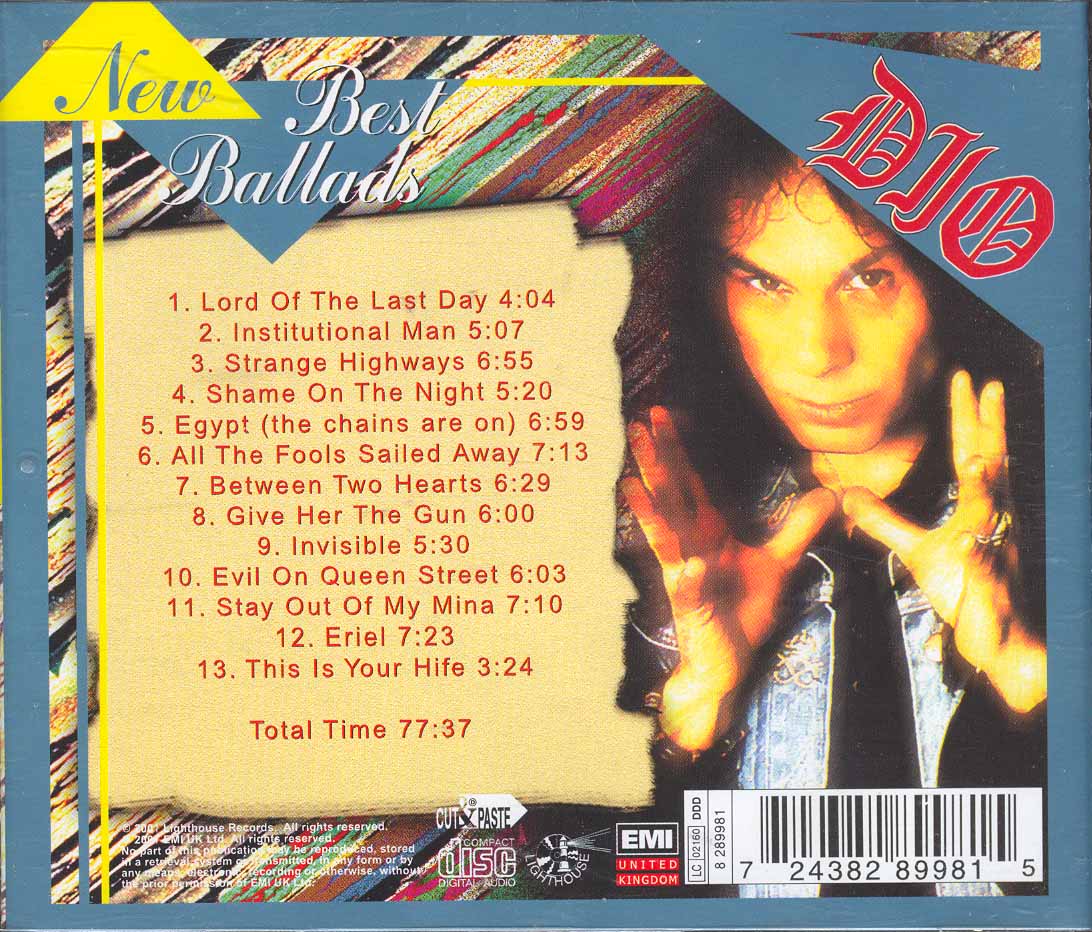 New
Best
Ballads
DIO
1. Lord Of The Last Day 4:04
2. Institutional Man 5:07
3. Strange Highways 6:55
4. Shame On The Night 5:20
5. Egypt (the chains are on) 6:59
6. All The Fools Sailed Away 7:13
7. Between Two Hearts 6:29
8. Give Her The Gun 6:00
9. Invisible 5:30
10. Evil On Queen Street 6:03
11. Stay Out Of My Mina 7:10
12. Eriel 7:23
13. This Is Your Hife 3:24
Total Time 77:37
© 2001 Lighthouse Records. All rights reserved.
© 2001 EMI UK Ltd. All rights reserved.
No part of this publication may be reproduced, stored
in a retrieval system or transmitted, in any form or by
any means, electronic, recording or otherwise, without
the prior permission of EMI UK Ltd.
CUT & PASTE
COMPACT
disc
DIGITAL AUDIO
LIGHTHOUSE
EMI
UNITED
KINGDOM
LC 02160 DDD
8 289981
7 24382 89981 5